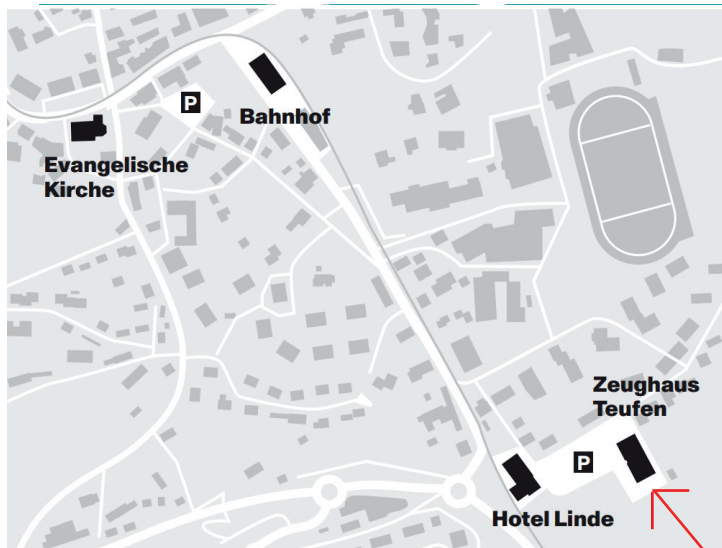 P
Bahnhof
Evangelische
Kirche
Zeughaus
Teufen
P
Hotel Linde